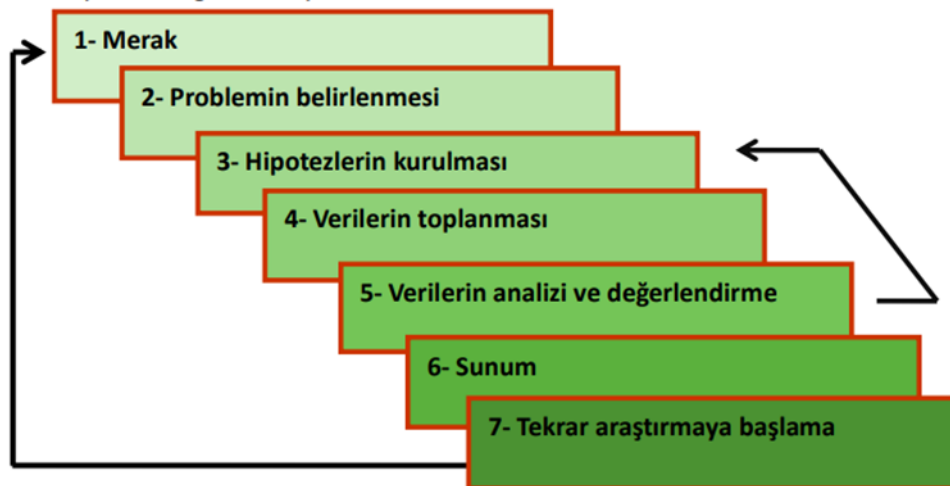 1- Merak
2- Problemin belirlenmesi
3- Hipotezlerin kurulması
4- Verilerin toplanması
5- Verilerin analizi ve değerlendirme
6- Sunum
7- Tekrar araştırmaya başlama